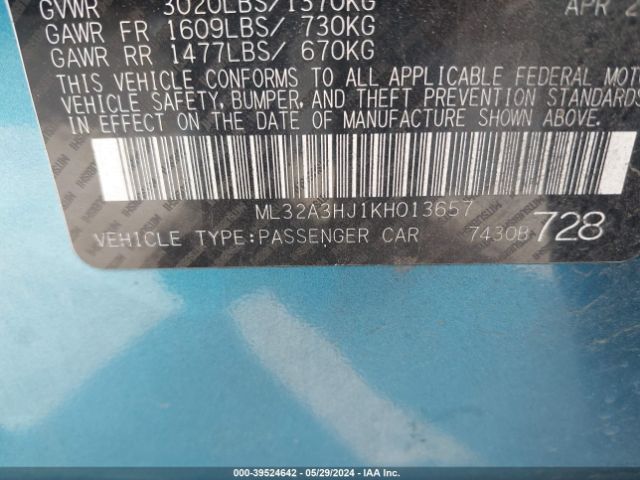 GVWR 3020LBS/1370KG APR 2
GAWR FR 1609LBS/ 730KG
GAWR RR 1477LBS/ 670KG
THIS VEHICLE CONFORMS TO ALL APPLICABLE FEDERAL MOT
VEHICLE SAFETY, BUMPER, AND THEFT PREVENTION STANDARDS
IN EFFECT ON THE DATE OF MANUFACTURE SHOWN ABOVE.
ML32A3HJ1KH013657
VEHICLE TYPE:PASSENGER CAR 7430B 728
000-39524642 - 05/29/2024 - IAA Inc.